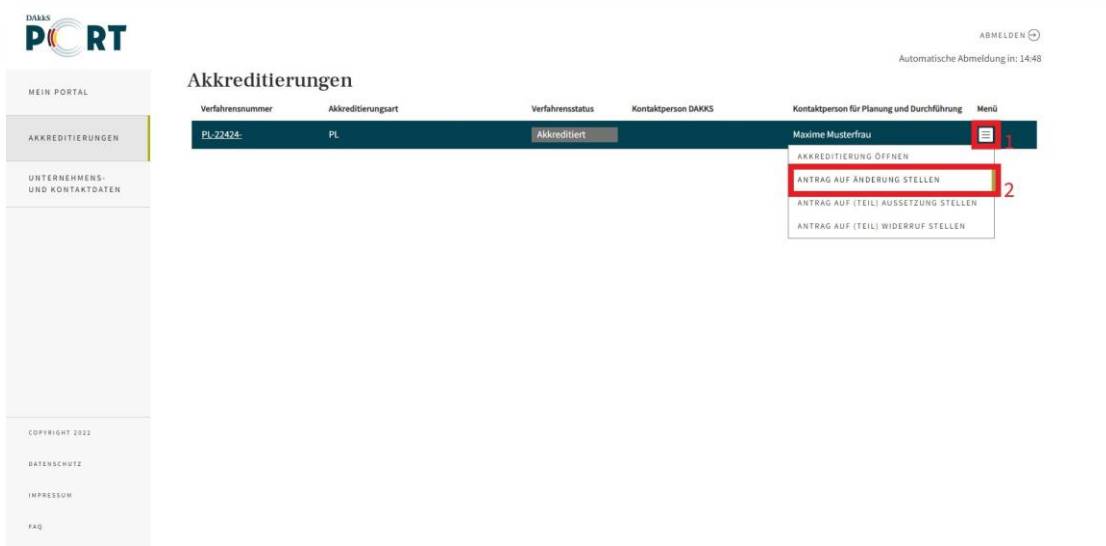 DAkkS
PORT
ABMELDEN
Automatische Abmeldung in: 14:48
MEIN PORTAL
AKKREDITIERUNGEN
UNTERNEHMENS-
UND KONTAKTDATEN
Akkreditierungen
Verfahrensnummer Akkreditierungsart Verfahrensstatus Kontaktperson DAKKS Kontaktperson für Planung und Durchführung Menü
PL-22424- PL Akkreditiert Maxime Musterfrau 1
AKKREDITIERUNG ÖFFNEN
ANTRAG AUF ÄNDERUNG STELLEN 2
ANTRAG AUF (TEIL) AUSSETZUNG STELLEN
ANTRAG AUF (TEIL) WIDERRUF STELLEN
COPYRIGHT 2022
DATENSCHUTZ
IMPRESSUM
FAQ